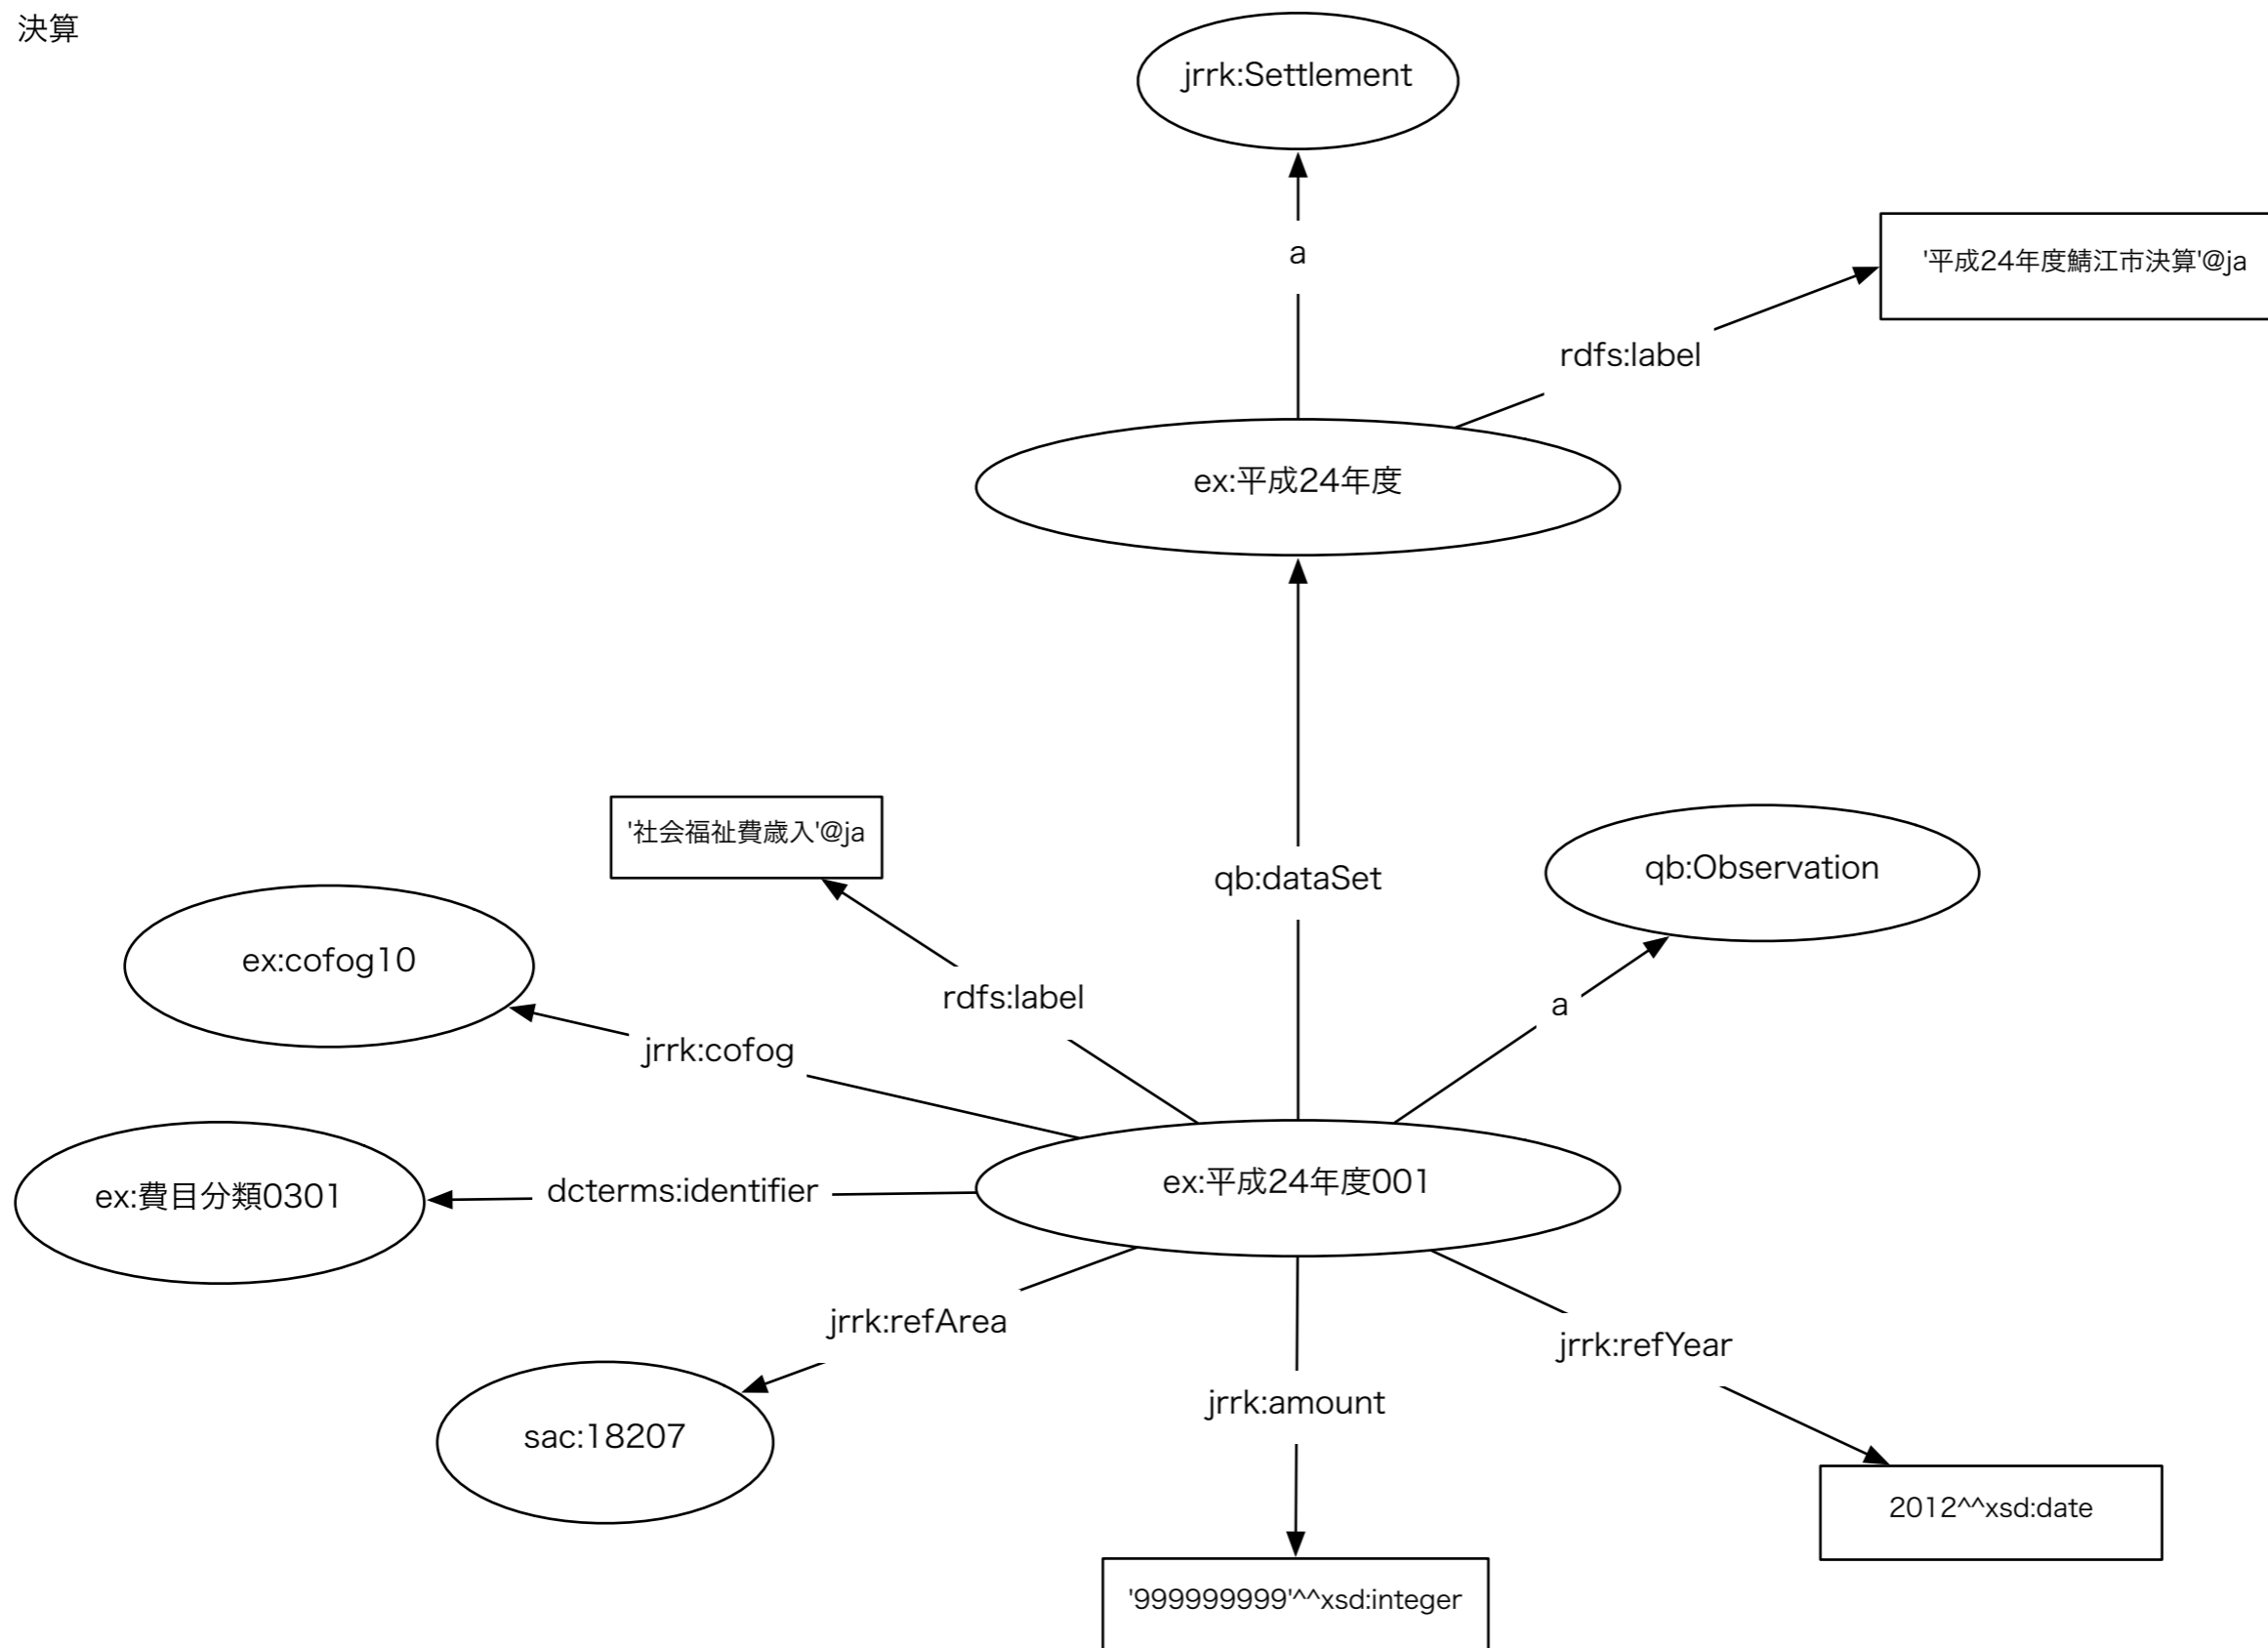 決算
jrrk:Settlement
a
'平成24年度鯖江市決算'@ja
rdfs:label
ex:平成24年度
'社会福祉費歳入'@ja
qb:dataSet
qb:Observation
ex:cofog10
rdfs:label
a
jrrk:cofog
ex:費目分類0301
dcterms:identifier
ex:平成24年度001
jrrk:refArea
jrrk:refYear
jrrk:amount
sac:18207
2012^^xsd:date
'999999999'^^xsd:integer